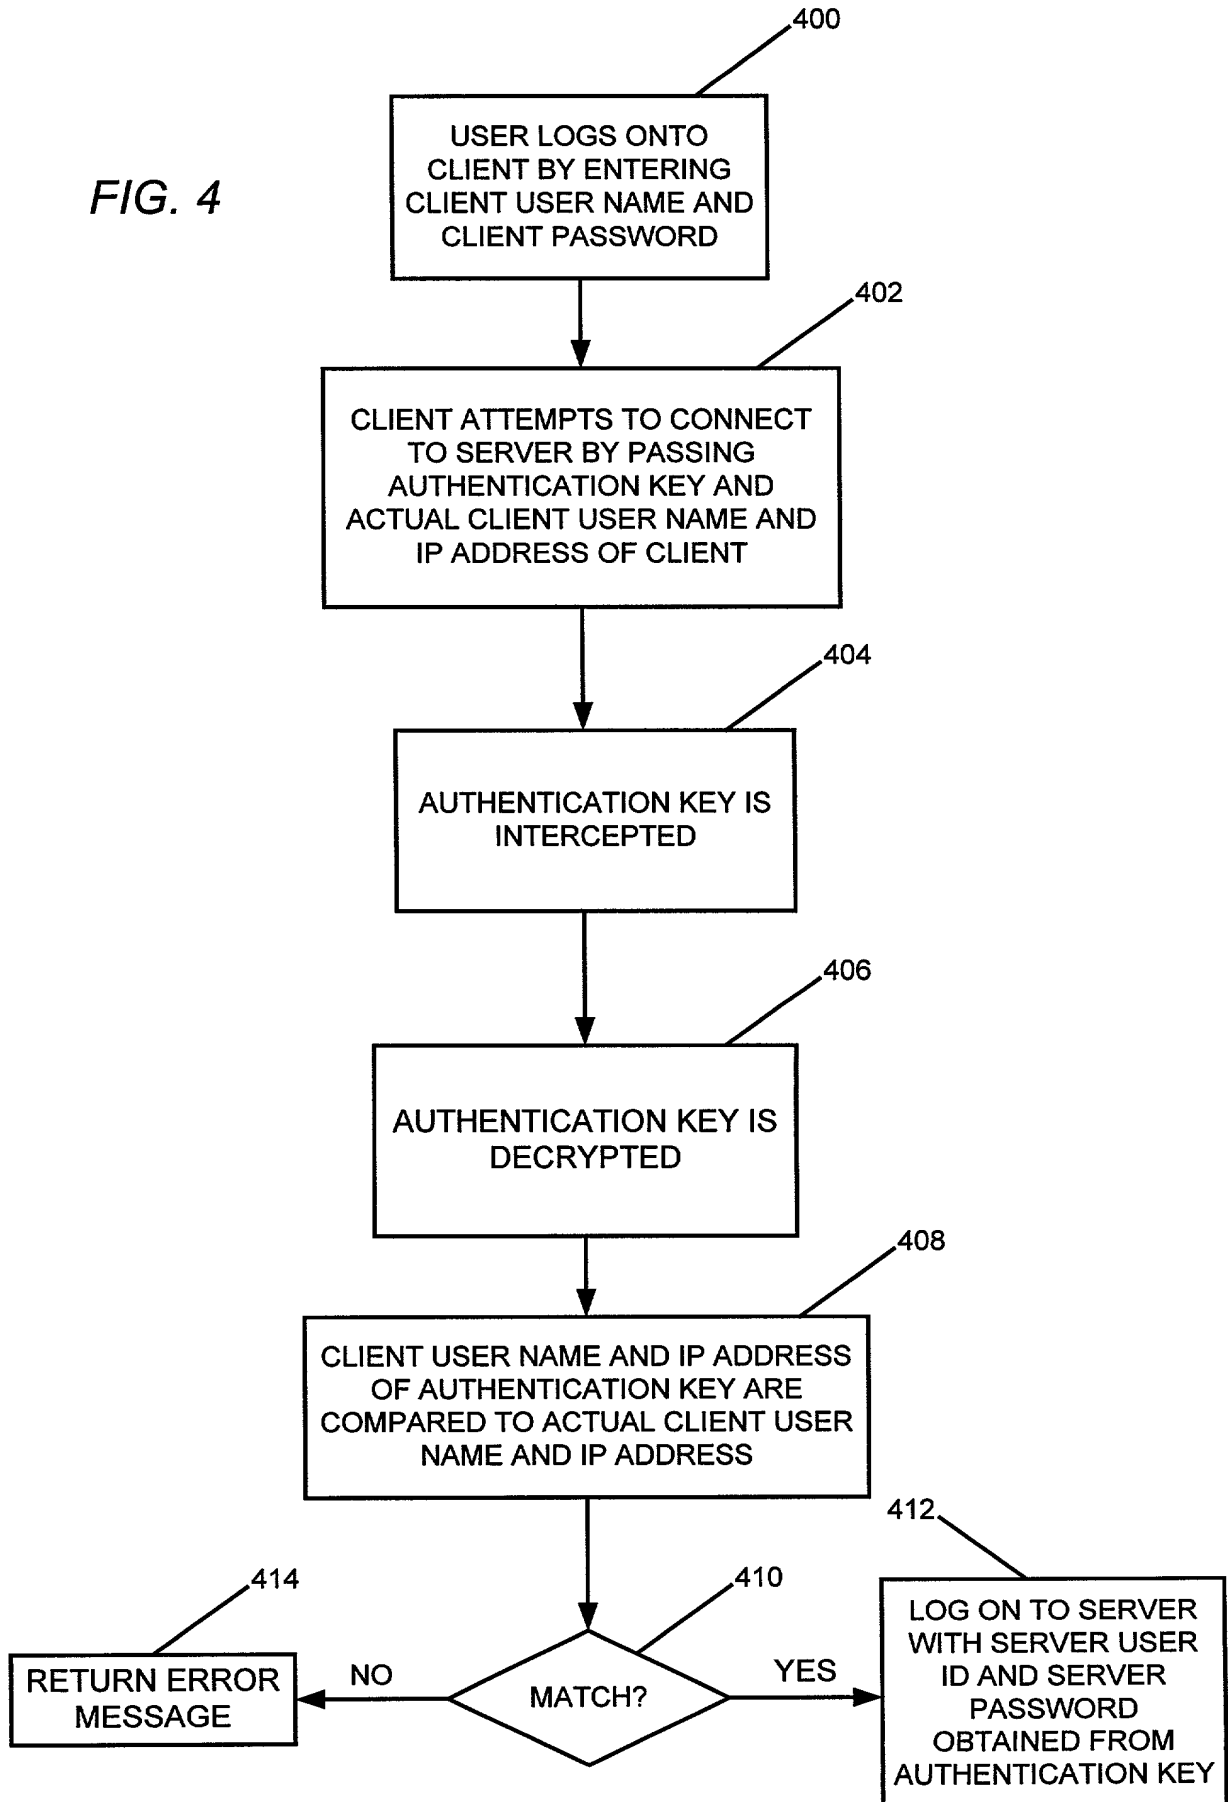 400
USER LOGS ONTO
CLIENT BY ENTERING
CLIENT USER NAME AND
CLIENT PASSWORD
FIG. 4
402
CLIENT ATTEMPTS TO CONNECT
TO SERVER BY PASSING
AUTHENTICATION KEY AND
ACTUAL CLIENT USER NAME AND
IP ADDRESS OF CLIENT
404
AUTHENTICATION KEY IS
INTERCEPTED
406
AUTHENTICATION KEY IS
DECRYPTED
408
CLIENT USER NAME AND IP ADDRESS
OF AUTHENTICATION KEY ARE
COMPARED TO ACTUAL CLIENT USER
NAME AND IP ADDRESS
410
MATCH?
NO
414
RETURN ERROR
MESSAGE
YES
412
LOG ON TO SERVER
WITH SERVER USER
ID AND SERVER
PASSWORD
OBTAINED FROM
AUTHENTICATION KEY